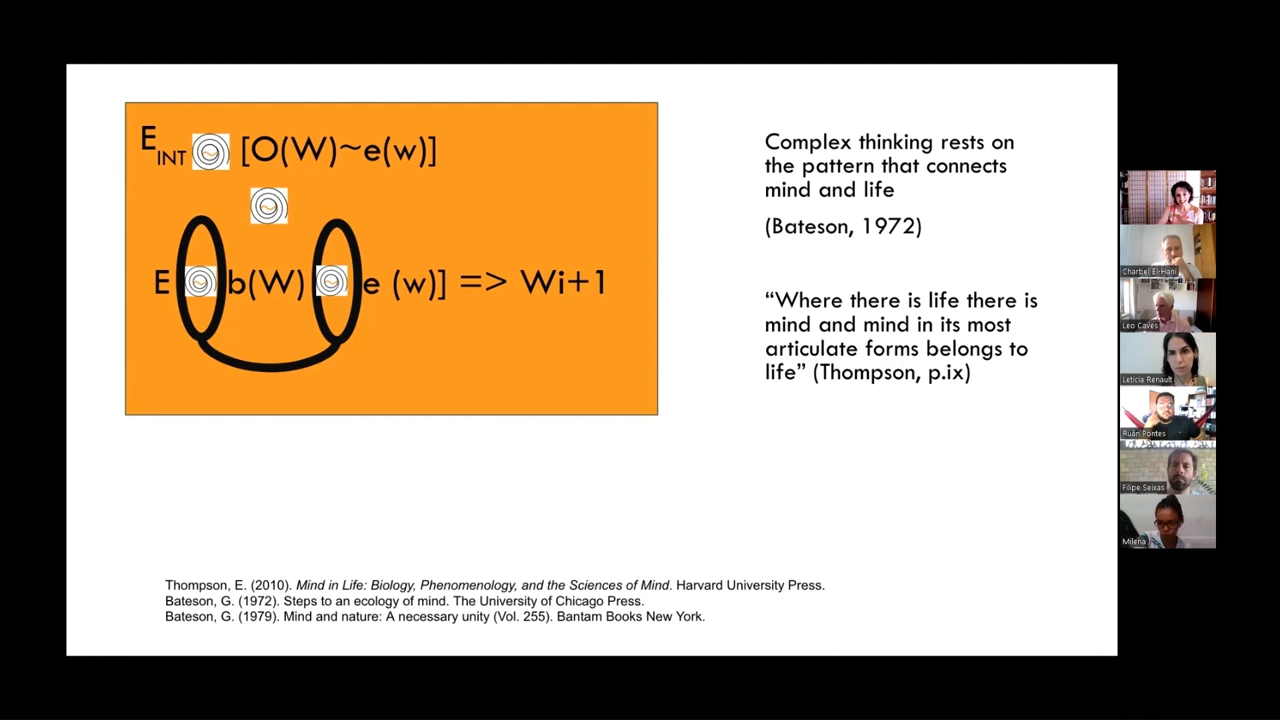 E INT [O(W)~e(w)]
E b(W) e (w)] => Wi+1
Complex thinking rests on
the pattern that connects
mind and life
(Bateson, 1972)
“Where there is life there is
mind and mind in its most
articulate forms belongs to
life” (Thompson, p.ix)
Thompson, E. (2010). Mind in Life: Biology, Phenomenology, and the Sciences of Mind. Harvard University Press.
Bateson, G. (1972). Steps to an ecology of mind. The University of Chicago Press.
Bateson, G. (1979). Mind and nature: A necessary unity (Vol. 255). Bantam Books New York.
Charbel El-Hani
Leo Caves
Leticia Renault
Ruân Pontes
Filipe Seixas
Milena